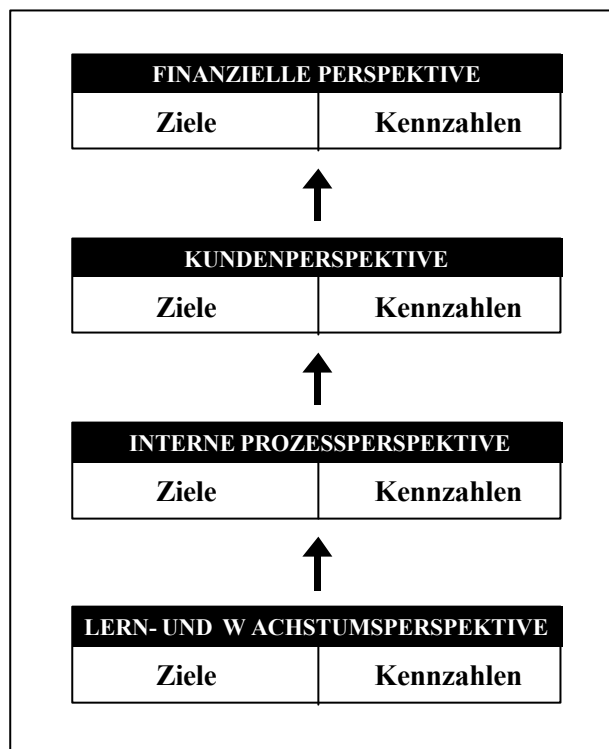 FINANZIELLE PERSPEKTIVE
Ziele Kennzahlen
KUNDENPERSPEKTIVE
Ziele Kennzahlen
INTERNE PROZESSPERSPEKTIVE
Ziele Kennzahlen
LERN- UND W ACHSTUMSPERSPEKTIVE
Ziele Kennzahlen